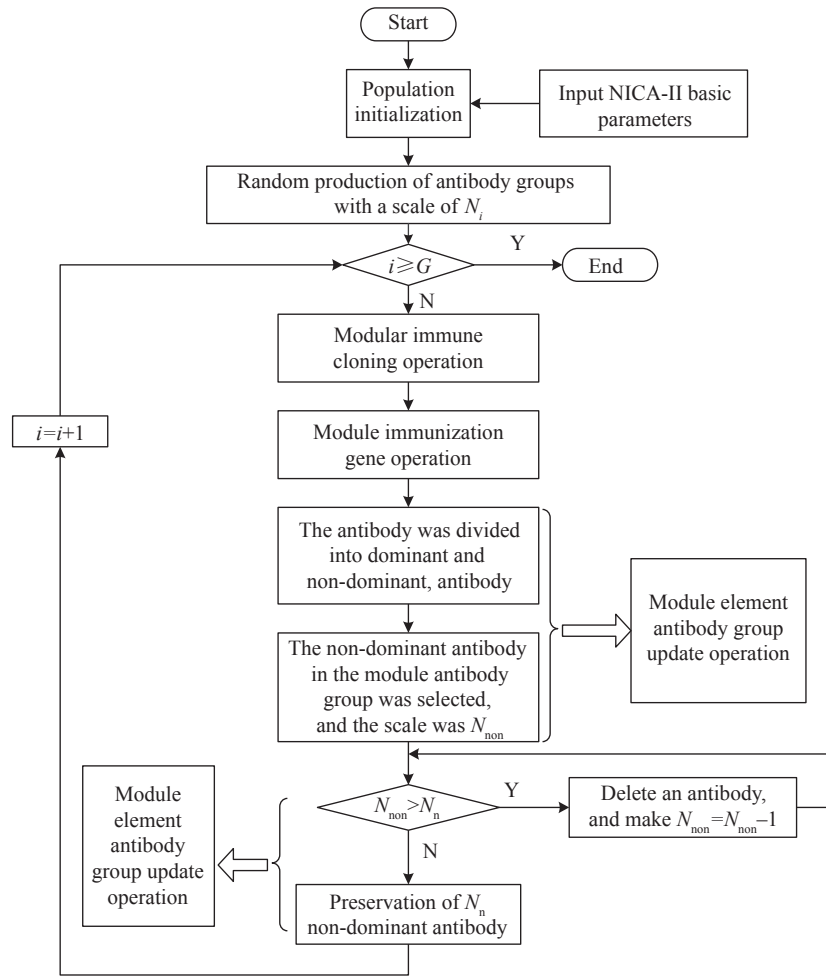 Start
Population
initialization
Input NICA-II basic
parameters
Random production of antibody groups
with a scale of Nᵢ
i≥G
Y
End
N
Modular immune
cloning operation
i=i+1
Module immunization
gene operation
The antibody was divided
into dominant and
non-dominant, antibody
Module element
antibody group
update operation
The non-dominant antibody
in the module antibody
group was selected,
and the scale was Nnon
Nnon>Nn
Y
Delete an antibody,
and make Nnon=Nnon–1
Module
element
antibody
group update
operation
N
Preservation of Nn
non-dominant antibody